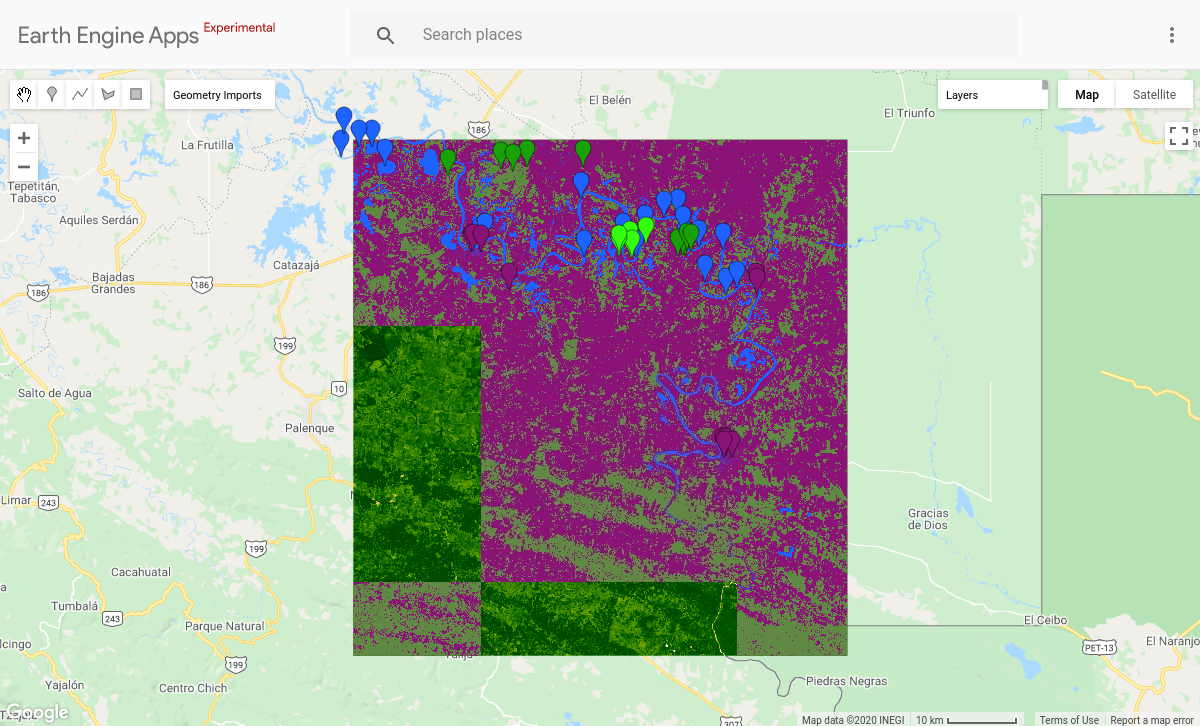 Earth Engine Apps Experimental
Search places
Geometry Imports
Layers
Map
Satellite
El Belén
186
El Triunfo
La Frutilla
Tepetitán,
Tabasco
Aquiles Serdán
Catazajá
Bajadas
Grandes
186
186
199
10
Salto de Agua
Palenque
Limar
243
Gracias
de Dios
199
Cacahuatal
Tumbalá
243
Parque Natural
El Ceibo
PET-13
El Naranjo
199
Piedras Negras
Yajalón
Centro Chich
Google
307
Map data ©2020 INEGI
10 km
Terms of Use
Report a map error